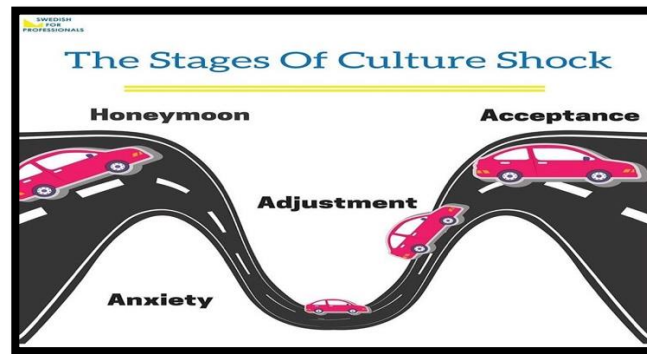 SWEDISH
FOR
PROFESSIONALS
The Stages Of Culture Shock
Honeymoon
Acceptance
Adjustment
Anxiety